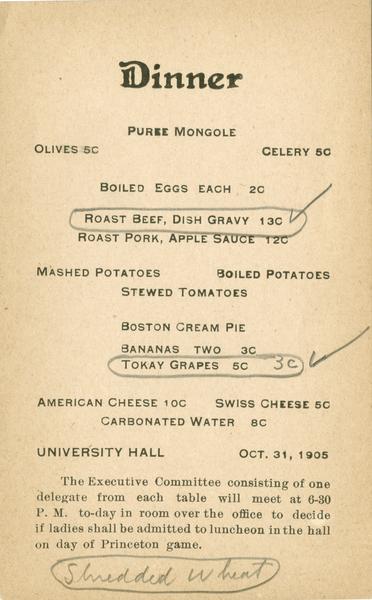 Dinner
PUREE MONGOLE
OLIVES 5C CELERY 5C
BOILED EGGS EACH 2C
ROAST BEEF, DISH GRAVY 13C
ROAST PORK, APPLE SAUCE 12C
MASHED POTATOES BOILED POTATOES
STEWED TOMATOES
BOSTON CREAM PIE
BANANAS TWO 3C
TOKAY GRAPES 5C 3c
AMERICAN CHEESE 10C SWISS CHEESE 5C
CARBONATED WATER 8C
UNIVERSITY HALL OCT. 31, 1905
The Executive Committee consisting of one
delegate from each table will meet at 6-30
P. M. to-day in room over the office to decide
if ladies shall be admitted to luncheon in the hall
on day of Princeton game.
Shredded Wheat